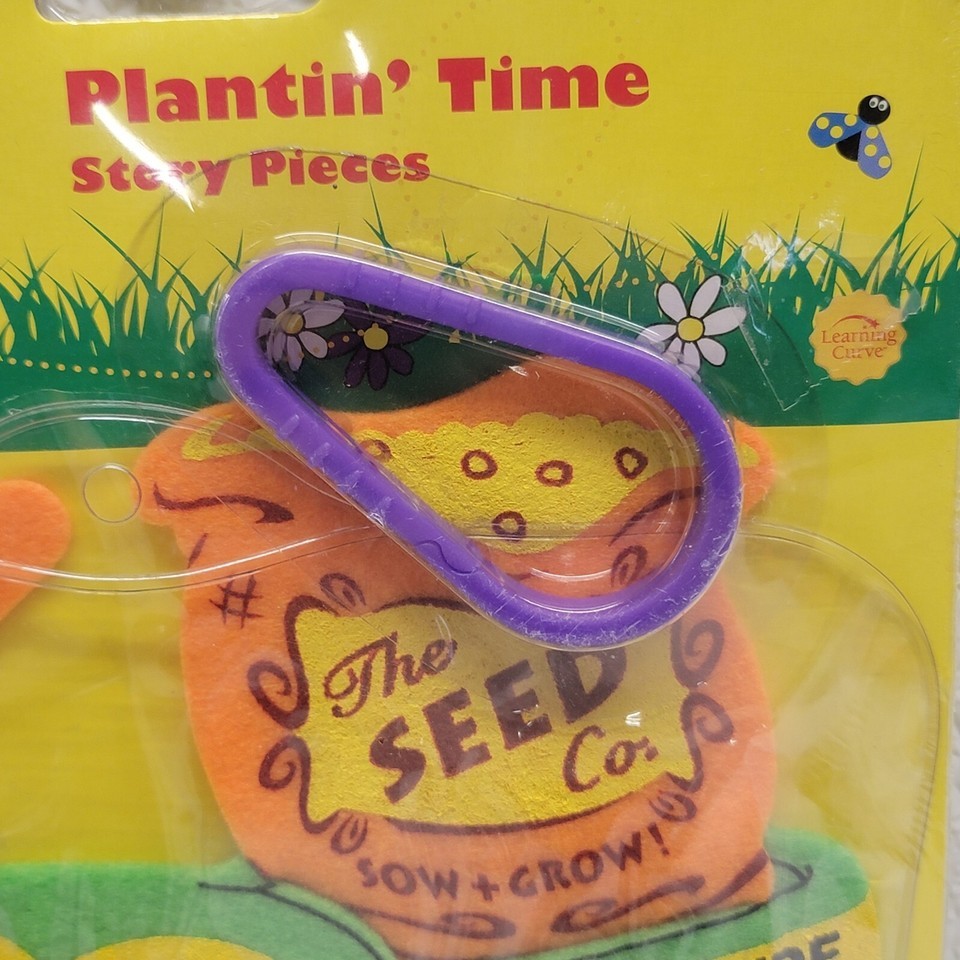 Plantin' Time
Story Pieces
Learning
Curve
The
SEED
Co.
SOW + GROW!